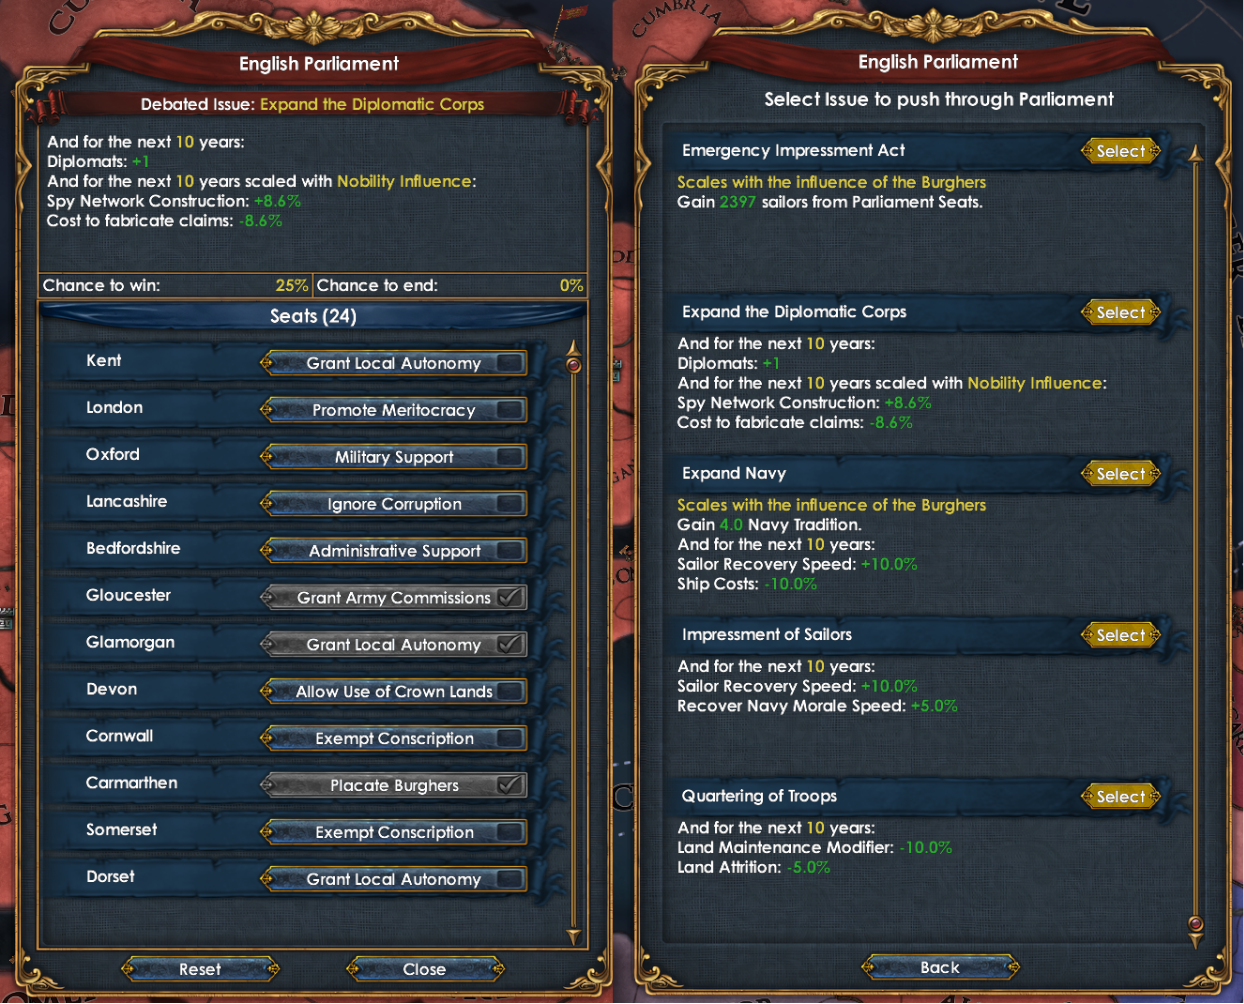 English Parliament
Debated Issue: Expand the Diplomatic Corps
And for the next 10 years:
Diplomats: +1
And for the next 10 years scaled with Nobility Influence:
Spy Network Construction: +8.6%
Cost to fabricate claims: -8.6%
Chance to win: 25% Chance to end: 0%
Seats (24)
Kent Grant Local Autonomy
London Promote Meritocracy
Oxford Military Support
Lancashire Ignore Corruption
Bedfordshire Administrative Support
Gloucester Grant Army Commissions
Glamorgan Grant Local Autonomy
Devon Allow Use of Crown Lands
Cornwall Exempt Conscription
Carmarthen Placate Burghers
Somerset Exempt Conscription
Dorset Grant Local Autonomy
Reset Close
CUMBRIA
English Parliament
Select Issue to push through Parliament
Emergency Impressment Act Select
Scales with the influence of the Burghers
Gain 2397 sailors from Parliament Seats.
Expand the Diplomatic Corps Select
And for the next 10 years:
Diplomats: +1
And for the next 10 years scaled with Nobility Influence:
Spy Network Construction: +8.6%
Cost to fabricate claims: -8.6%
Expand Navy Select
Scales with the influence of the Burghers
Gain 4.0 Navy Tradition.
And for the next 10 years:
Sailor Recovery Speed: +10.0%
Ship Costs: -10.0%
Impressment of Sailors Select
And for the next 10 years:
Sailor Recovery Speed: +10.0%
Recover Navy Morale Speed: +5.0%
Quartering of Troops Select
And for the next 10 years:
Land Maintenance Modifier: -10.0%
Land Attrition: -5.0%
Back